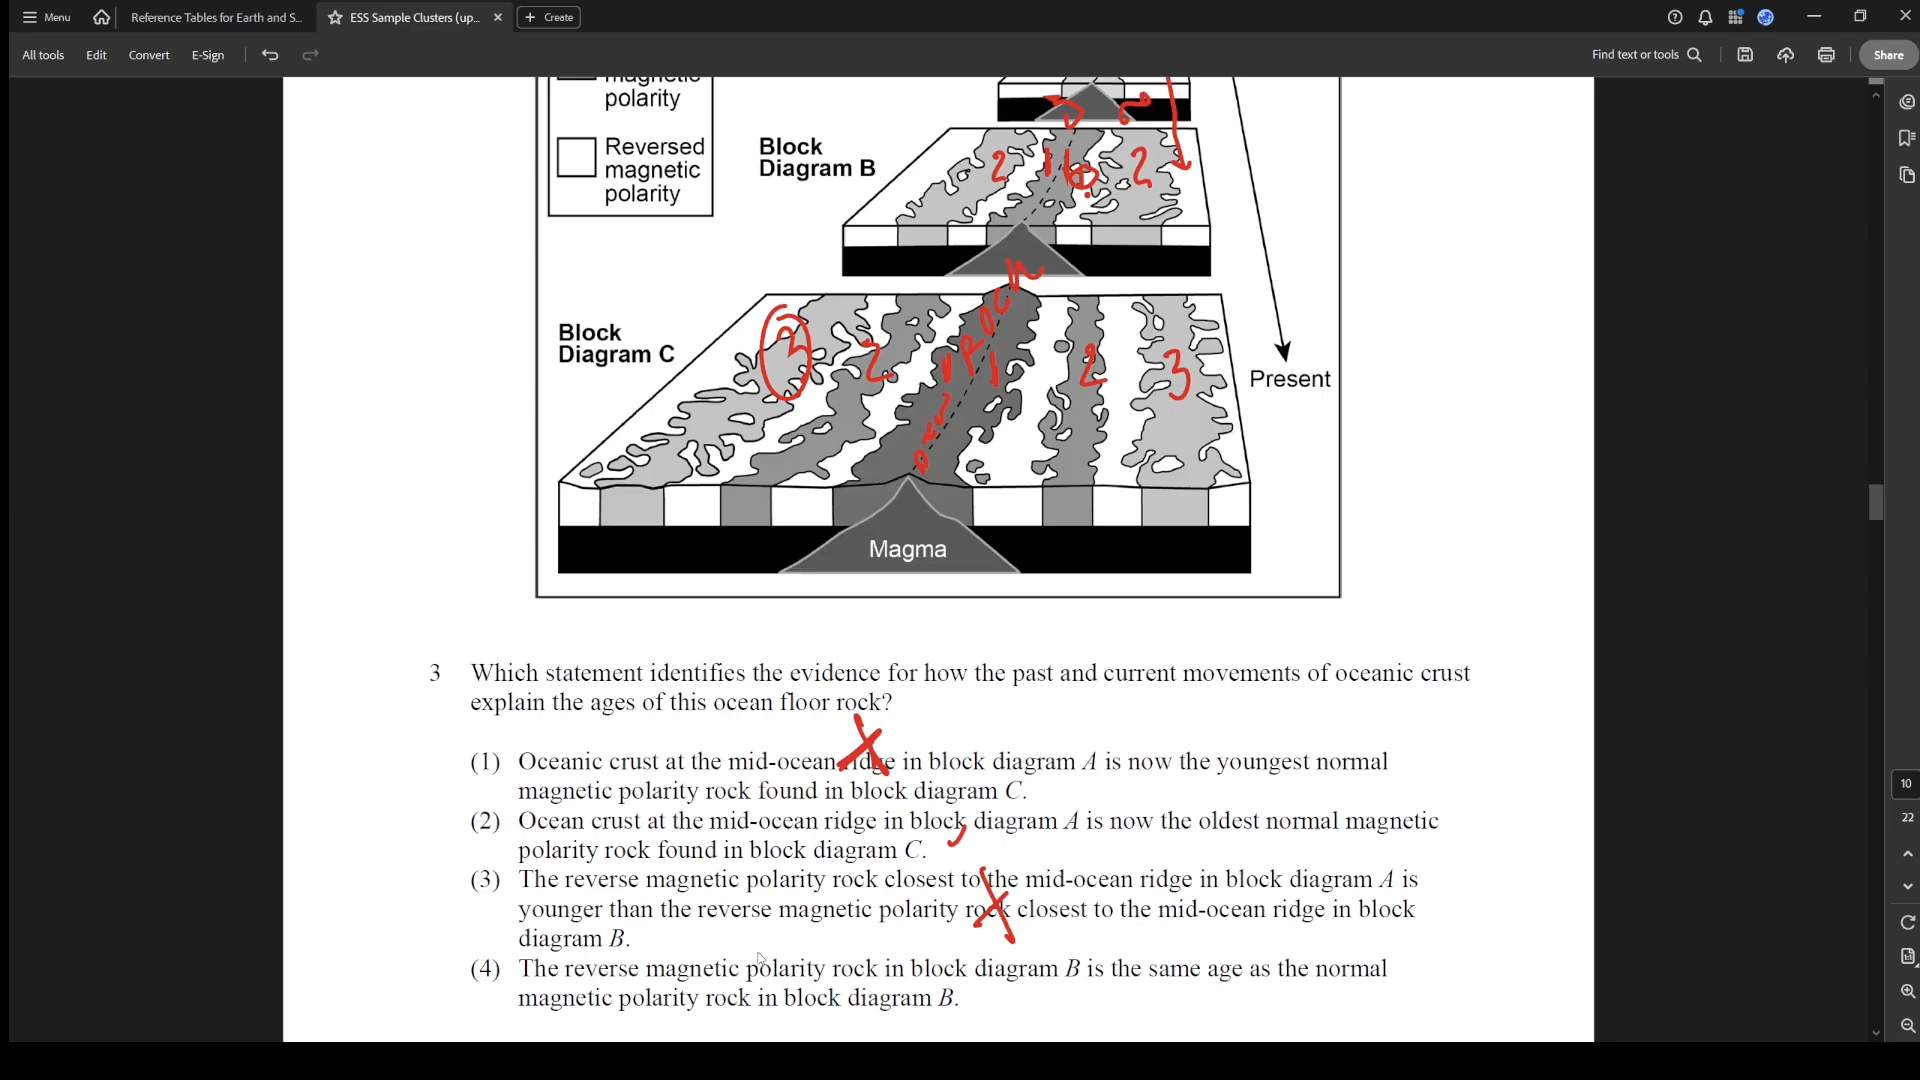 Menu
Reference Tables for Earth and S...
ESS Sample Clusters (up...
Create
All tools
Edit
Convert
E-Sign
Find text or tools
Share
magnetic
polarity
Reversed
magnetic
polarity
Block
Diagram B
2
2
Block
Diagram C
3
2
1
1
2
3
Present
Magma
3 Which statement identifies the evidence for how the past and current movements of oceanic crust
explain the ages of this ocean floor rock?
(1) Oceanic crust at the mid-ocean ridge in block diagram A is now the youngest normal
magnetic polarity rock found in block diagram C.
(2) Ocean crust at the mid-ocean ridge in block diagram A is now the oldest normal magnetic
polarity rock found in block diagram C.
(3) The reverse magnetic polarity rock closest to the mid-ocean ridge in block diagram A is
younger than the reverse magnetic polarity rock closest to the mid-ocean ridge in block
diagram B.
(4) The reverse magnetic polarity rock in block diagram B is the same age as the normal
magnetic polarity rock in block diagram B.
10
22